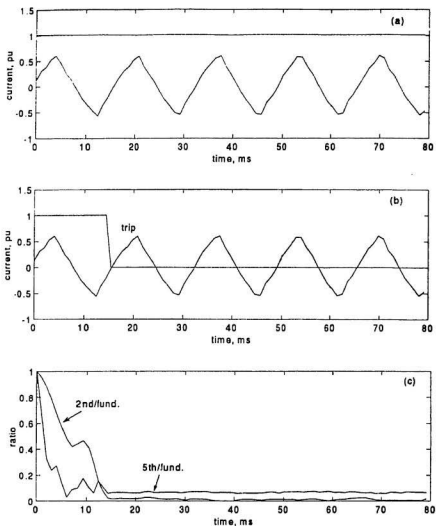 1.5
(a)
1
0.5
0
-0.5
-1
current, pu
0 10 20 30 40 50 60 70 80
time, ms
1.5
(b)
1
trip
0.5
0
-0.5
-1
current, pu
0 10 20 30 40 50 60 70 80
time, ms
1
(c)
0.8
2nd/fund.
0.6
0.4
5th/fund.
0.2
0
ratio
0 10 20 30 40 50 60 70 80
time, ms